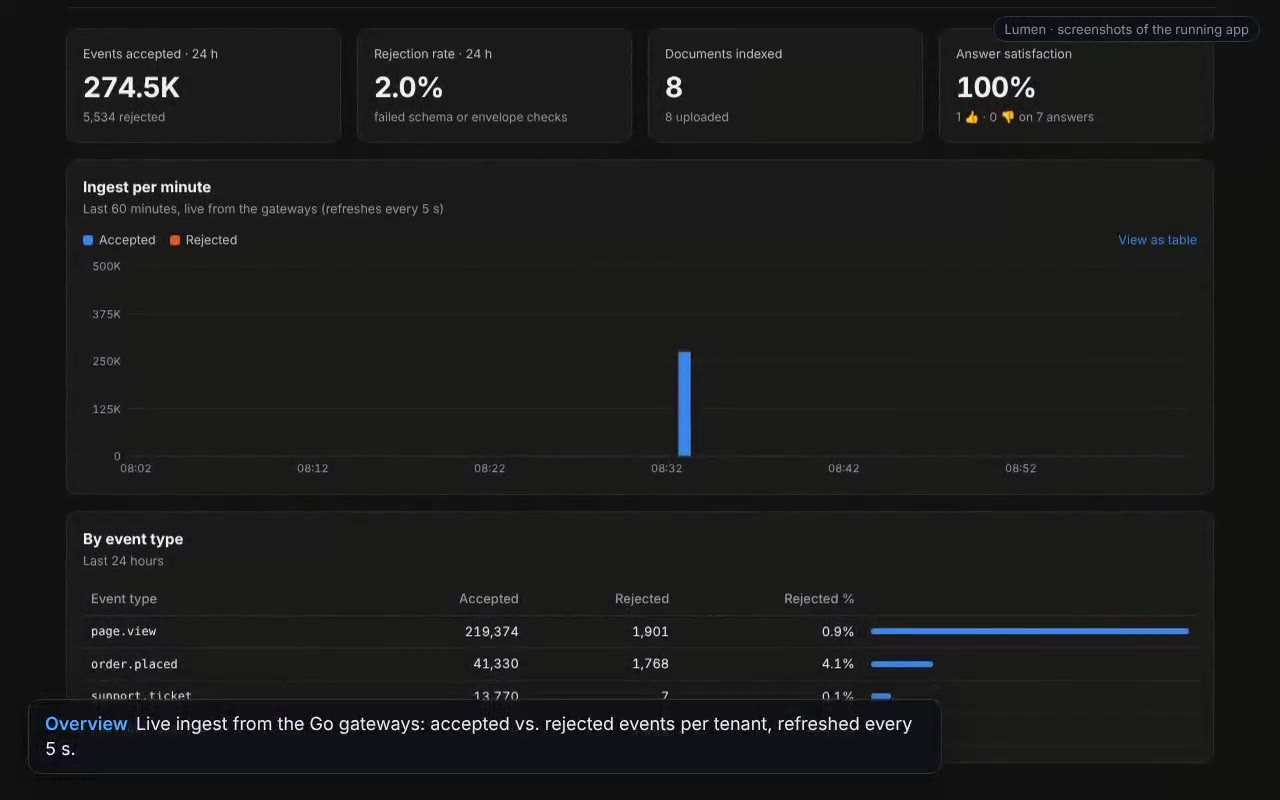 Lumen · screenshots of the running app
Events accepted · 24 h
274.5K
5,534 rejected
Rejection rate · 24 h
2.0%
failed schema or envelope checks
Documents indexed
8
8 uploaded
Answer satisfaction
100%
1 👍 · 0 👎 on 7 answers
Ingest per minute
Last 60 minutes, live from the gateways (refreshes every 5 s)
Accepted Rejected View as table
500K
375K
250K
125K
0
08:02 08:12 08:22 08:32 08:42 08:52
By event type
Last 24 hours
Event type Accepted Rejected Rejected %
page.view 219,374 1,901 0.9%
order.placed 41,330 1,768 4.1%
support.ticket 13,770 7 0.1%
Overview Live ingest from the Go gateways: accepted vs. rejected events per tenant, refreshed every
5 s.